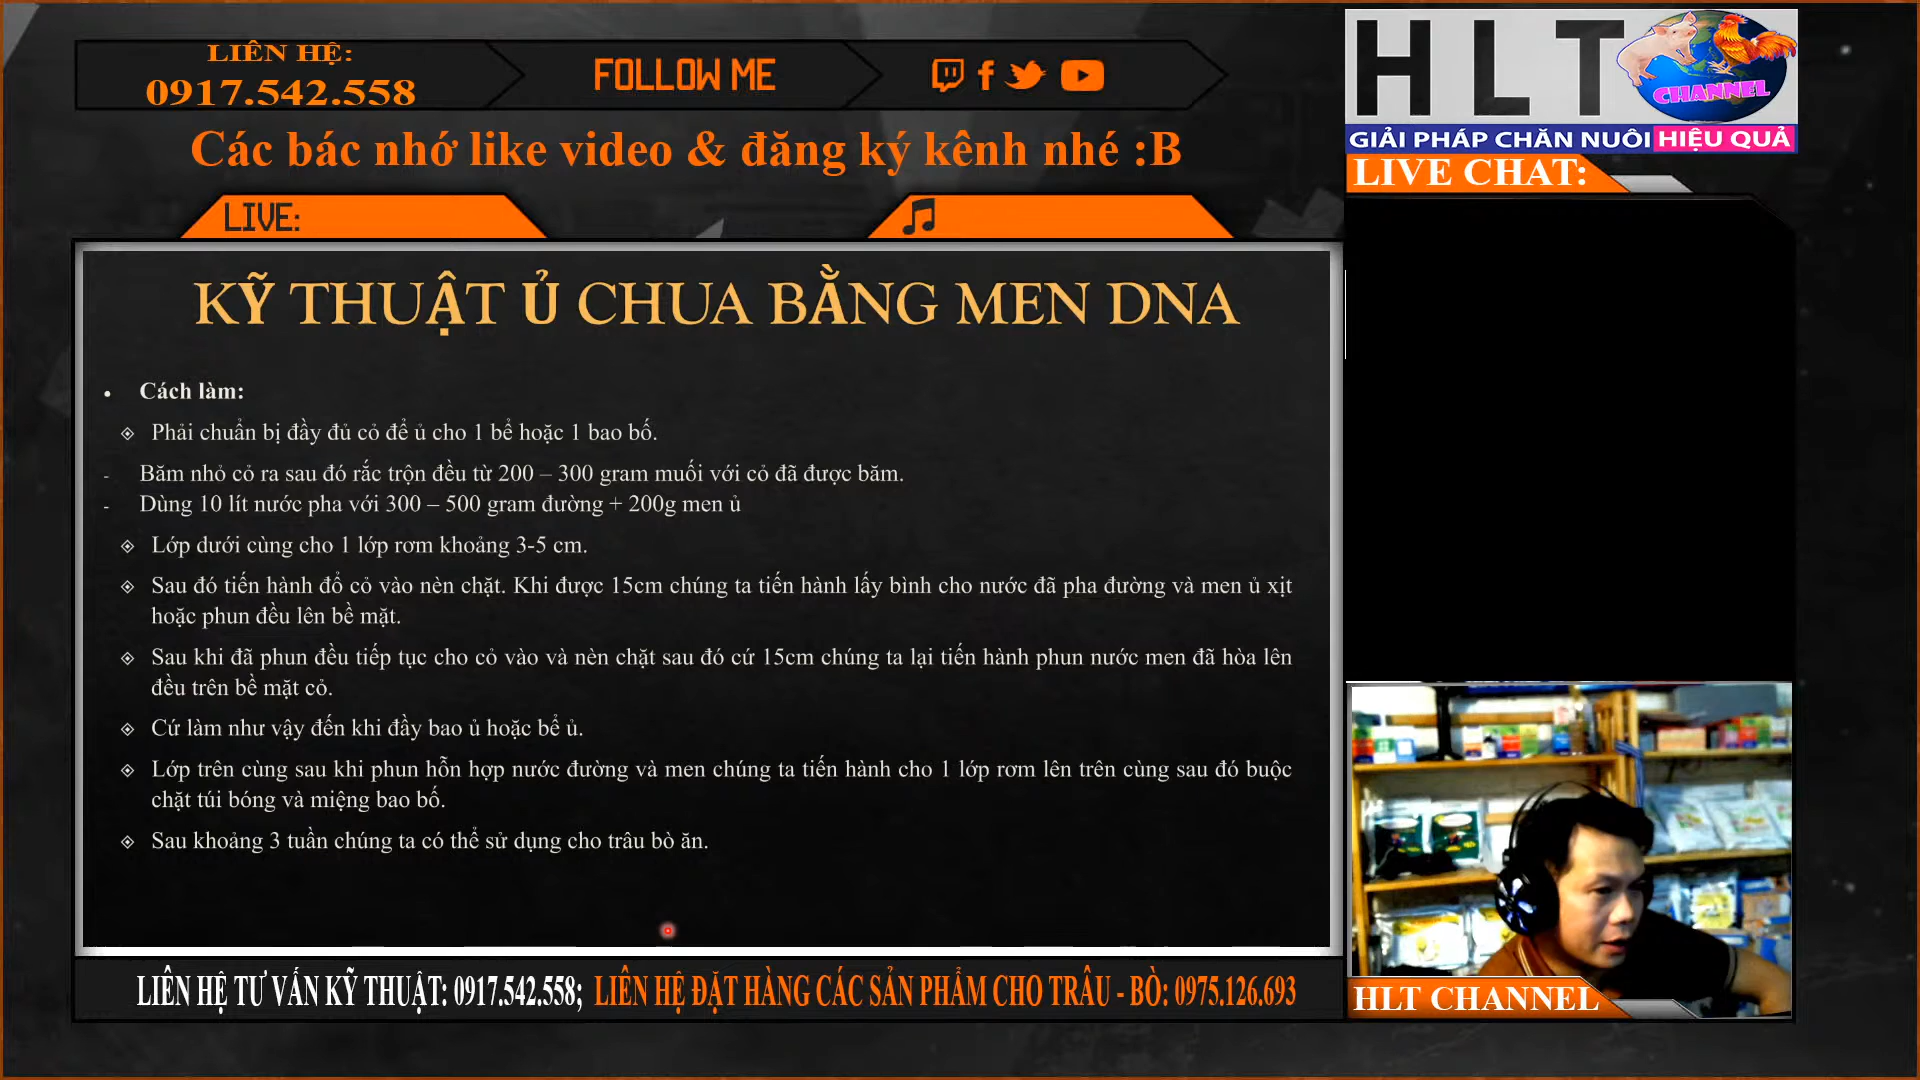 LIÊN HỆ:
0917.542.558
FOLLOW ME
Các bác nhớ like video & đăng ký kênh nhé :B
HLT
CHANNEL
GIẢI PHÁP CHĂN NUÔI HIỆU QUẢ
LIVE CHAT:
LIVE:
KỸ THUẬT Ủ CHUA BẰNG MEN DNA
• Cách làm:
Phải chuẩn bị đầy đủ cỏ để ủ cho 1 bể hoặc 1 bao bố.
- Băm nhỏ cỏ ra sau đó rắc trộn đều từ 200 – 300 gram muối với cỏ đã được băm.
- Dùng 10 lít nước pha với 300 – 500 gram đường + 200g men ủ
Lớp dưới cùng cho 1 lớp rơm khoảng 3-5 cm.
Sau đó tiến hành đổ cỏ vào nèn chặt. Khi được 15cm chúng ta tiến hành lấy bình cho nước đã pha đường và men ủ xịt
hoặc phun đều lên bề mặt.
Sau khi đã phun đều tiếp tục cho cỏ vào và nèn chặt sau đó cứ 15cm chúng ta lại tiến hành phun nước men đã hòa lên
đều trên bề mặt cỏ.
Cứ làm như vậy đến khi đầy bao ủ hoặc bể ủ.
Lớp trên cùng sau khi phun hỗn hợp nước đường và men chúng ta tiến hành cho 1 lớp rơm lên trên cùng sau đó buộc
chặt túi bóng và miệng bao bố.
Sau khoảng 3 tuần chúng ta có thể sử dụng cho trâu bò ăn.
LIÊN HỆ TƯ VẤN KỸ THUẬT: 0917.542.558; LIÊN HỆ ĐẶT HÀNG CÁC SẢN PHẨM CHO TRÂU - BÒ: 0975.126.693
HLT CHANNEL